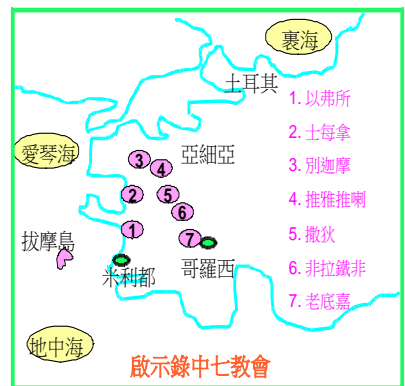 裏海
土耳其
1. 以弗所
2. 士每拿
愛琴海
亞細亞
3. 別迦摩
3
4
4. 推雅推喇
2
5
5. 撒狄
6
拔摩島
1
7
6. 非拉鐵非
米利都
哥羅西
7. 老底嘉
地中海
啟示錄中七教會